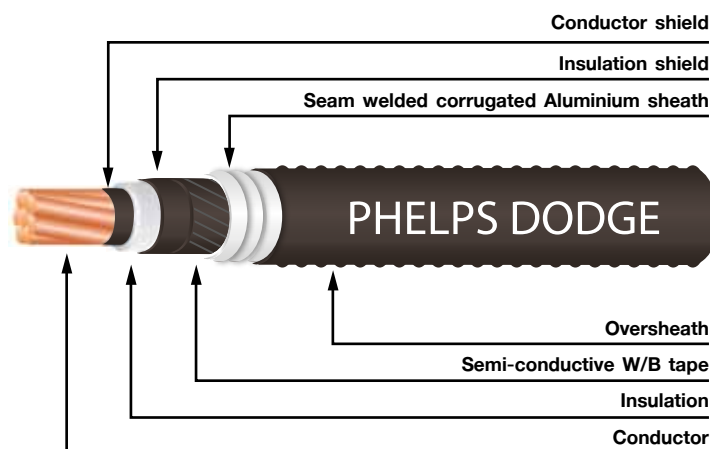 Conductor shield
Insulation shield
Seam welded corrugated Aluminium sheath
PHELPS DODGE
Oversheath
Semi-conductive W/B tape
Insulation
Conductor